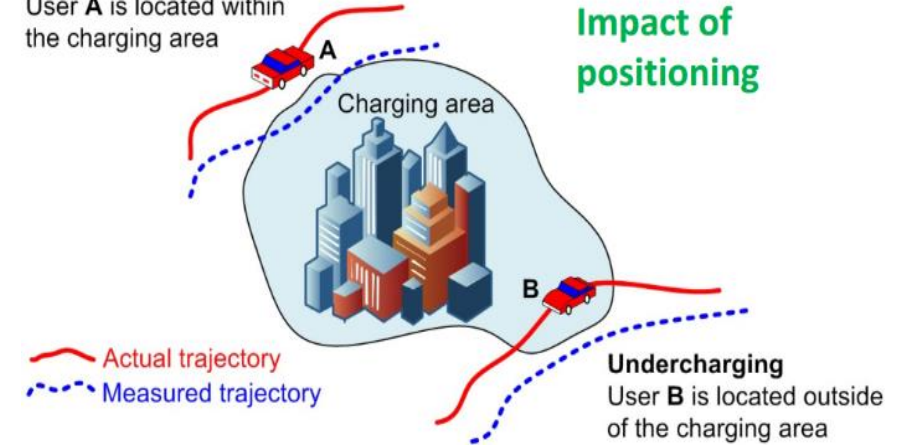 User A is located within
the charging area
Impact of
positioning
A
Charging area
B
Actual trajectory
Measured trajectory
Undercharging
User B is located outside
of the charging area